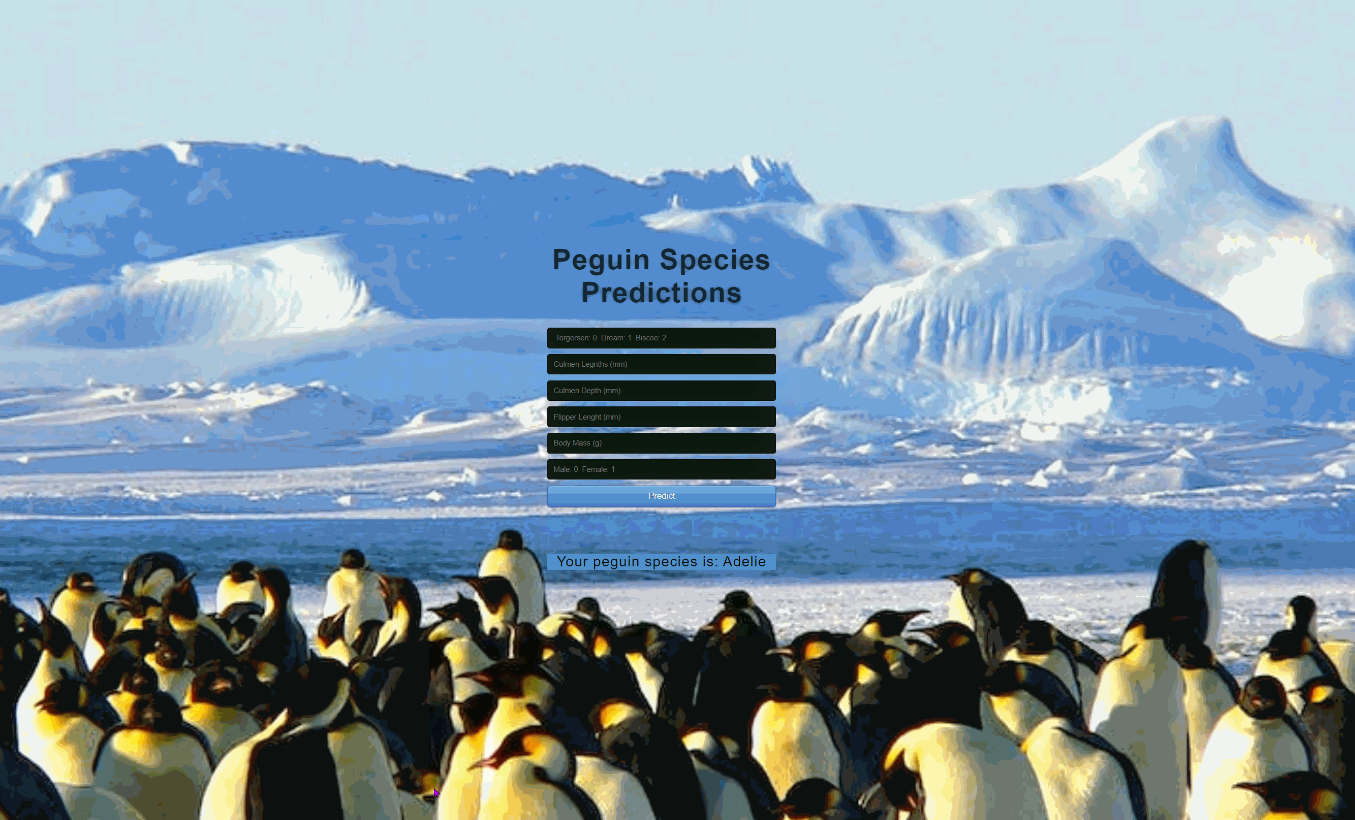 Peguin Species
Predictions
Torgersen: 0 Dream: 1 Biscoe: 2
Culmen Legnths (mm)
Culmen Depth (mm)
Flipper Lenght (mm)
Body Mass (g)
Male: 0 Female: 1
Predict
Your peguin species is: Adelie